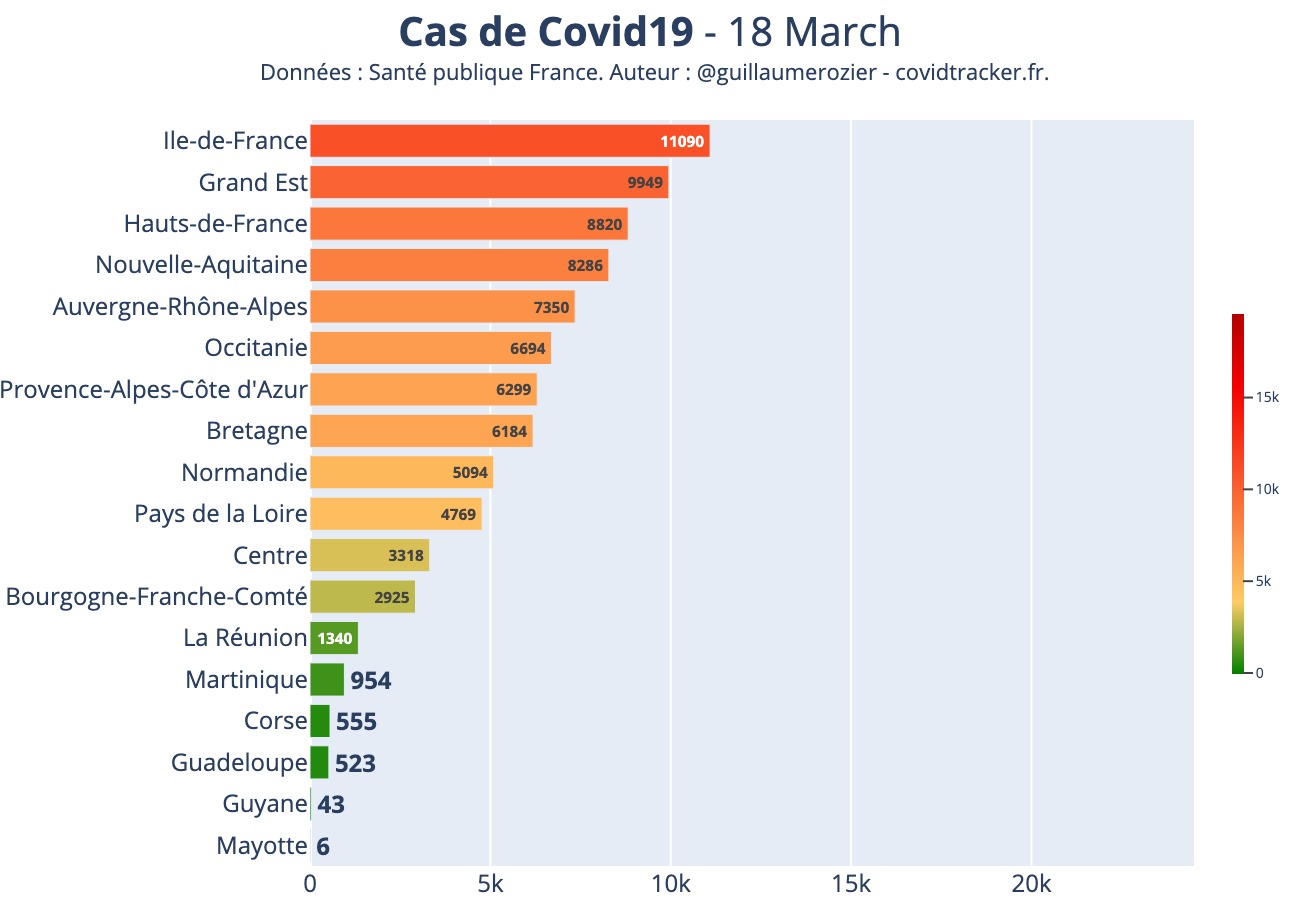 Cas de Covid19 - 18 March
Données : Santé publique France. Auteur : @guillaumerozier - covidtracker.fr.
Ile-de-France 11090
Grand Est 9949
Hauts-de-France 8820
Nouvelle-Aquitaine 8286
Auvergne-Rhône-Alpes 7350
Occitanie 6694
Provence-Alpes-Côte d'Azur 6299
Bretagne 6184
Normandie 5094
Pays de la Loire 4769
Centre 3318
Bourgogne-Franche-Comté 2925
La Réunion 1340
Martinique 954
Corse 555
Guadeloupe 523
Guyane 43
Mayotte 6
0 5k 10k 15k 20k
15k
10k
5k
0